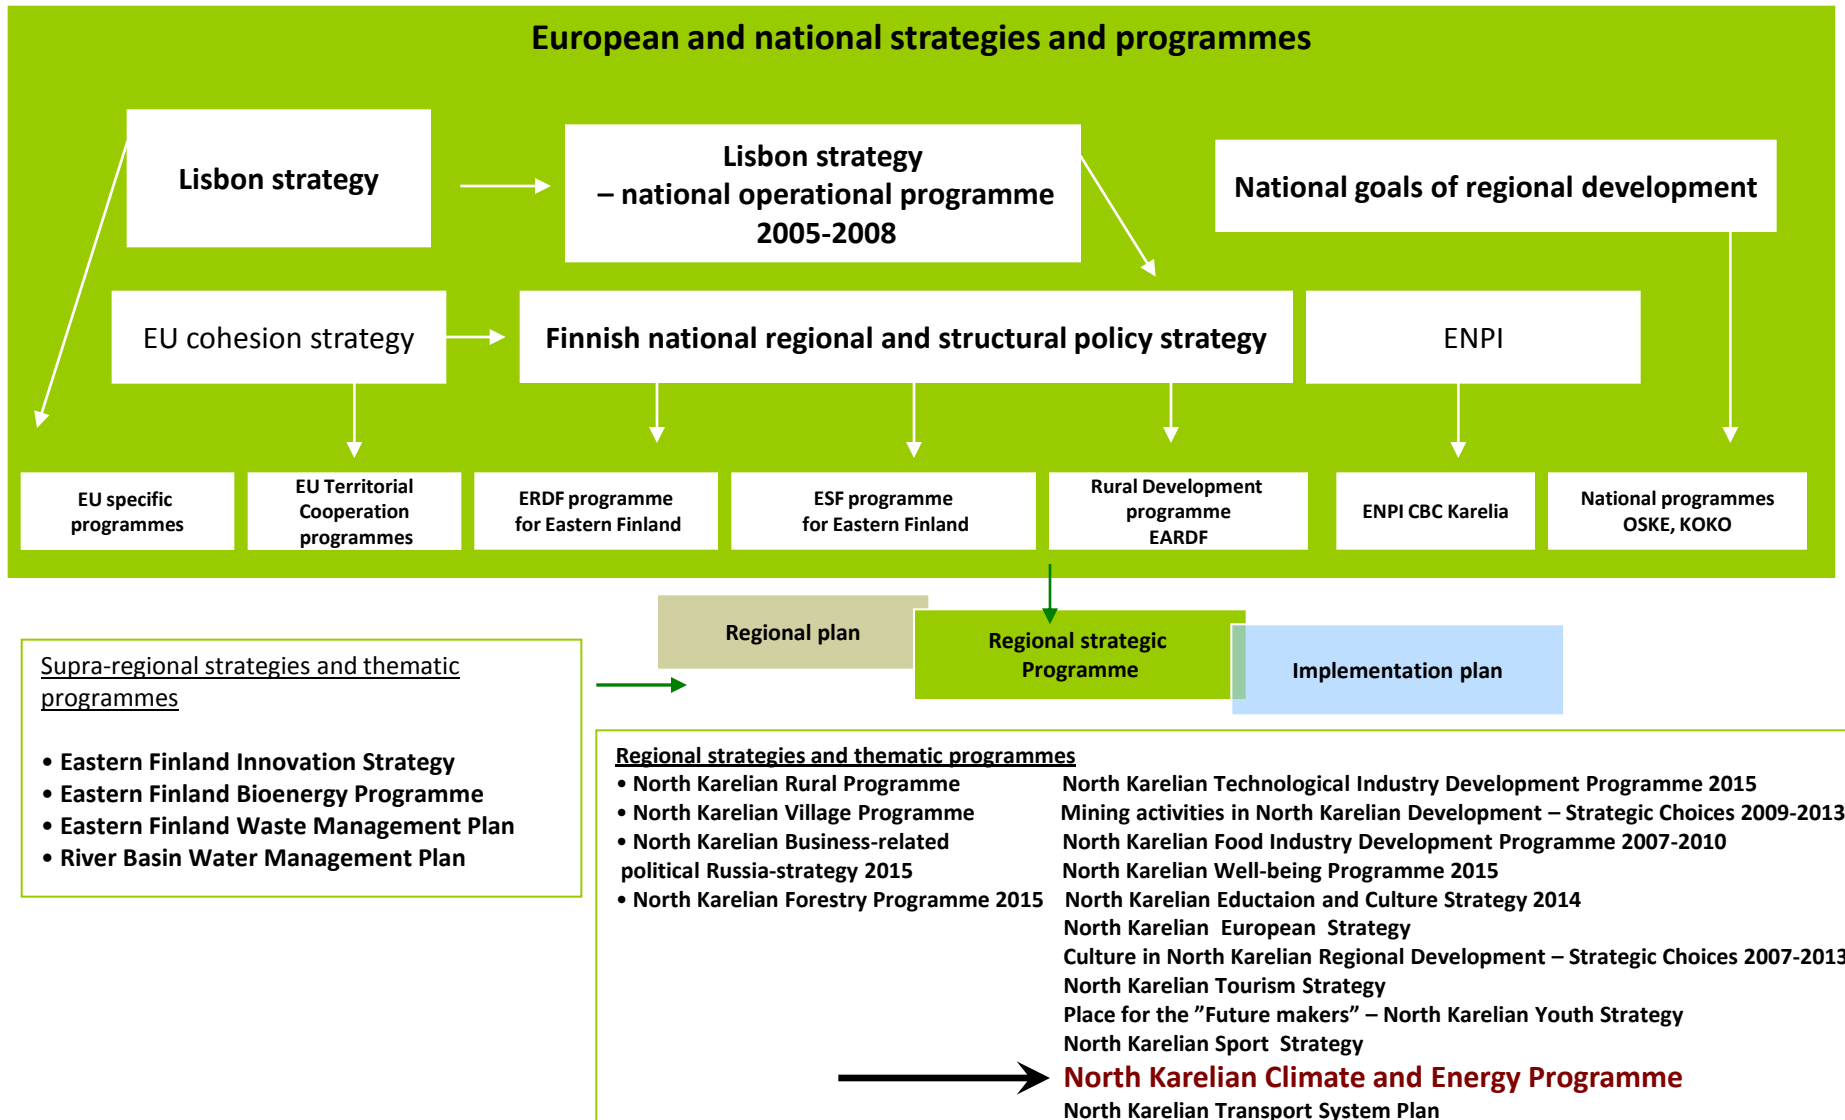 European and national strategies and programmes
Lisbon strategy
Lisbon strategy
– national operational programme
2005-2008
National goals of regional development
EU cohesion strategy
Finnish national regional and structural policy strategy
ENPI
EU specific
programmes
EU Territorial
Cooperation
programmes
ERDF programme
for Eastern Finland
ESF programme
for Eastern Finland
Rural Development
programme
EARDF
ENPI CBC Karelia
National programmes
OSKE, KOKO
Regional plan
Regional strategic
Programme
Implementation plan
Supra-regional strategies and thematic
programmes
• Eastern Finland Innovation Strategy
• Eastern Finland Bioenergy Programme
• Eastern Finland Waste Management Plan
• River Basin Water Management Plan
Regional strategies and thematic programmes
• North Karelian Rural Programme
• North Karelian Village Programme
• North Karelian Business-related
political Russia-strategy 2015
• North Karelian Forestry Programme 2015
North Karelian Technological Industry Development Programme 2015
Mining activities in North Karelian Development – Strategic Choices 2009-2013
North Karelian Food Industry Development Programme 2007-2010
North Karelian Well-being Programme 2015
North Karelian Eductaion and Culture Strategy 2014
North Karelian European Strategy
Culture in North Karelian Regional Development – Strategic Choices 2007-2013
North Karelian Tourism Strategy
Place for the ”Future makers” – North Karelian Youth Strategy
North Karelian Sport Strategy
North Karelian Climate and Energy Programme
North Karelian Transport System Plan